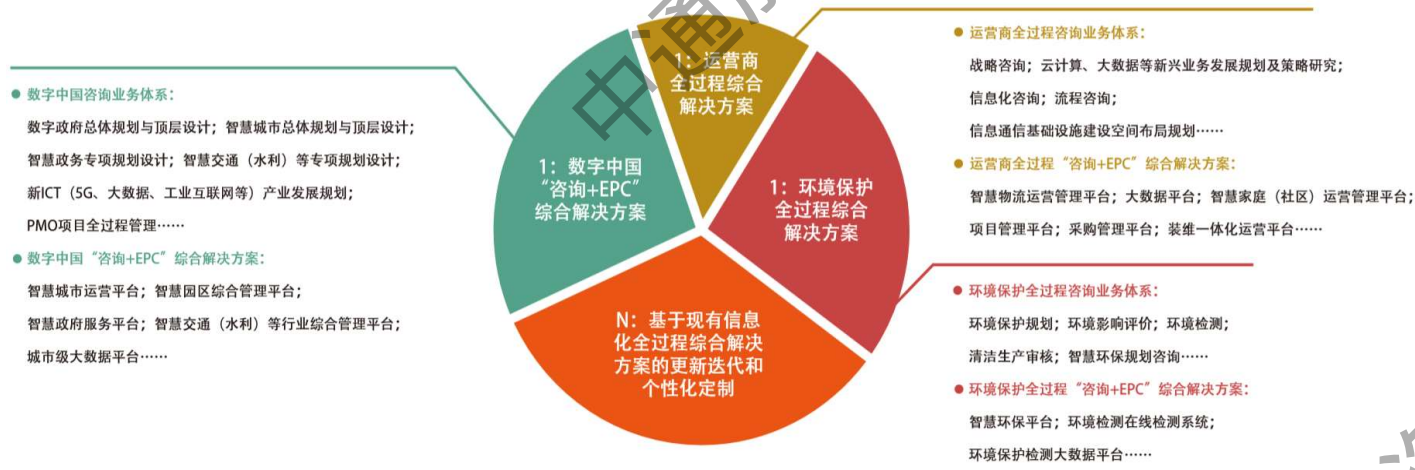 ● 数字中国咨询业务体系：
数字政府总体规划与顶层设计；智慧城市总体规划与顶层设计；
智慧政务专项规划设计；智慧交通（水利）等专项规划设计；
新ICT（5G、大数据、工业互联网等）产业发展规划；
PMO项目全过程管理……
● 数字中国“咨询+EPC”综合解决方案：
智慧城市运营平台；智慧园区综合管理平台；
智慧政府服务平台；智慧交通（水利）等行业综合管理平台；
城市级大数据平台……
1：数字中国
“咨询+EPC”
综合解决方案
1：运营商
全过程综合
解决方案
1：环境保护
全过程综合
解决方案
N：基于现有信息
化全过程综合解决
方案的更新迭代和
个性化定制
● 运营商全过程咨询业务体系：
战略咨询；云计算、大数据等新兴业务发展规划及策略研究；
信息化咨询；流程咨询；
信息通信基础设施建设空间布局规划……
● 运营商全过程“咨询+EPC”综合解决方案：
智慧物流运营管理平台；大数据平台；智慧家庭（社区）运营管理平台；
项目管理平台；采购管理平台；装维一体化运营平台……
● 环境保护全过程咨询业务体系：
环境保护规划；环境影响评价；环境检测；
清洁生产审核；智慧环保规划咨询……
● 环境保护全过程“咨询+EPC”综合解决方案：
智慧环保平台；环境检测在线检测系统；
环境保护检测大数据平台……
中通服